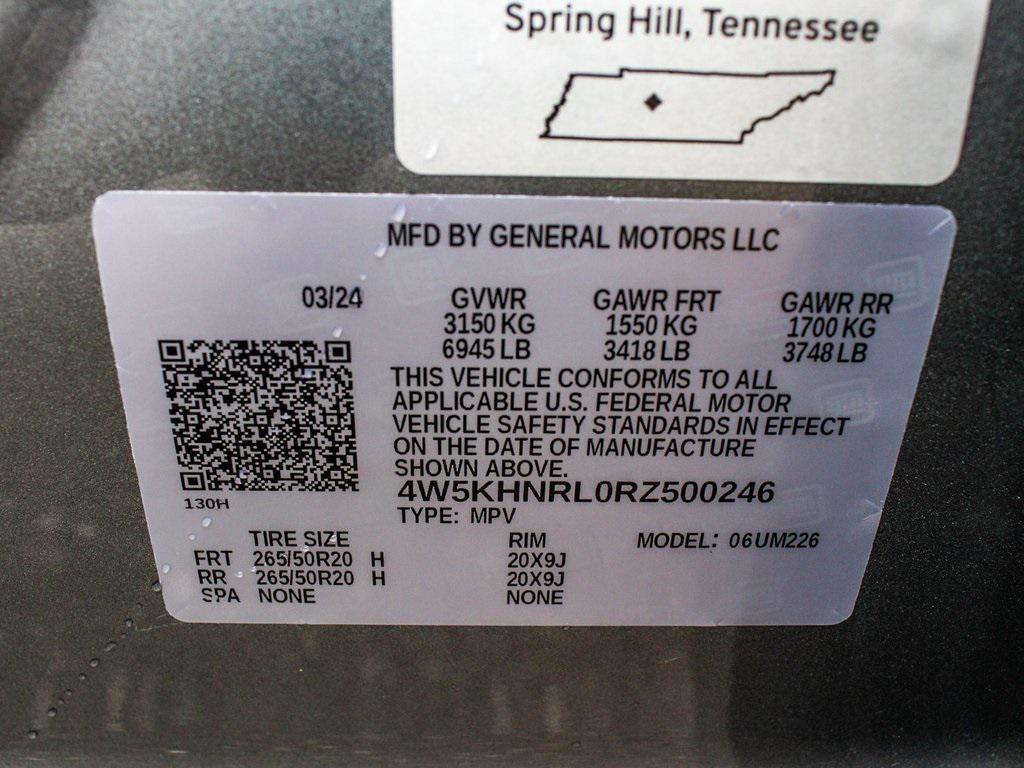 Spring Hill, Tennessee
MFD BY GENERAL MOTORS LLC
03/24 GVWR GAWR FRT GAWR RR
3150 KG 1550 KG 1700 KG
6945 LB 3418 LB 3748 LB
THIS VEHICLE CONFORMS TO ALL
APPLICABLE U.S. FEDERAL MOTOR
VEHICLE SAFETY STANDARDS IN EFFECT
ON THE DATE OF MANUFACTURE
SHOWN ABOVE.
4W5KHNRL0RZ500246
130H
TYPE: MPV
TIRE SIZE RIM MODEL: 06UM226
FRT 265/50R20 H 20X9J
RR 265/50R20 H 20X9J
SPA NONE NONE